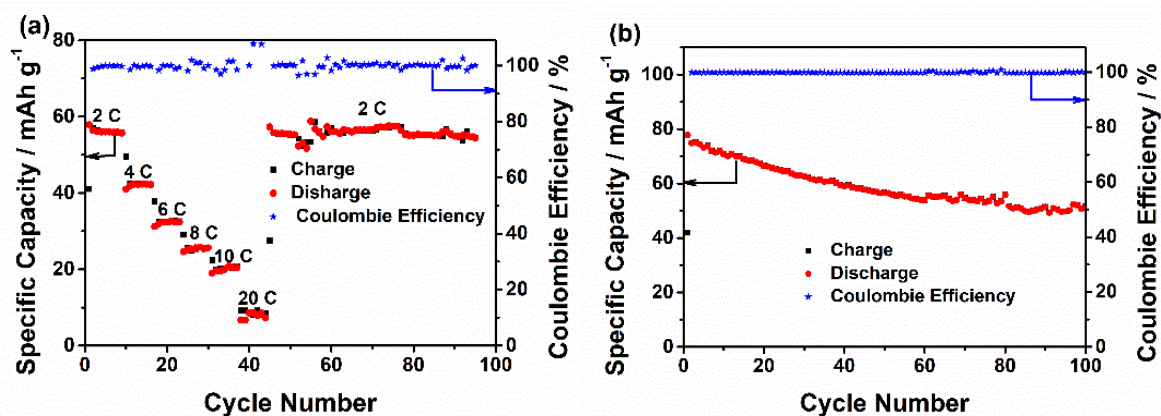 (a)
80
60
40
20
0
0 20 40 60 80 100
100
80
60
40
20
0
Specific Capacity / mAh g⁻¹
Coulombie Efficiency / %
Cycle Number
2 C
4 C
6 C
8 C
10 C
20 C
2 C
Charge
Disharge
Coulombie Efficiency
(b)
100
80
60
40
20
0
0 20 40 60 80 100
100
80
60
40
20
0
Specific Capacity / mAh g⁻¹
Coulombie Efficiency / %
Cycle Number
Charge
Discharge
Coulombie Efficiency